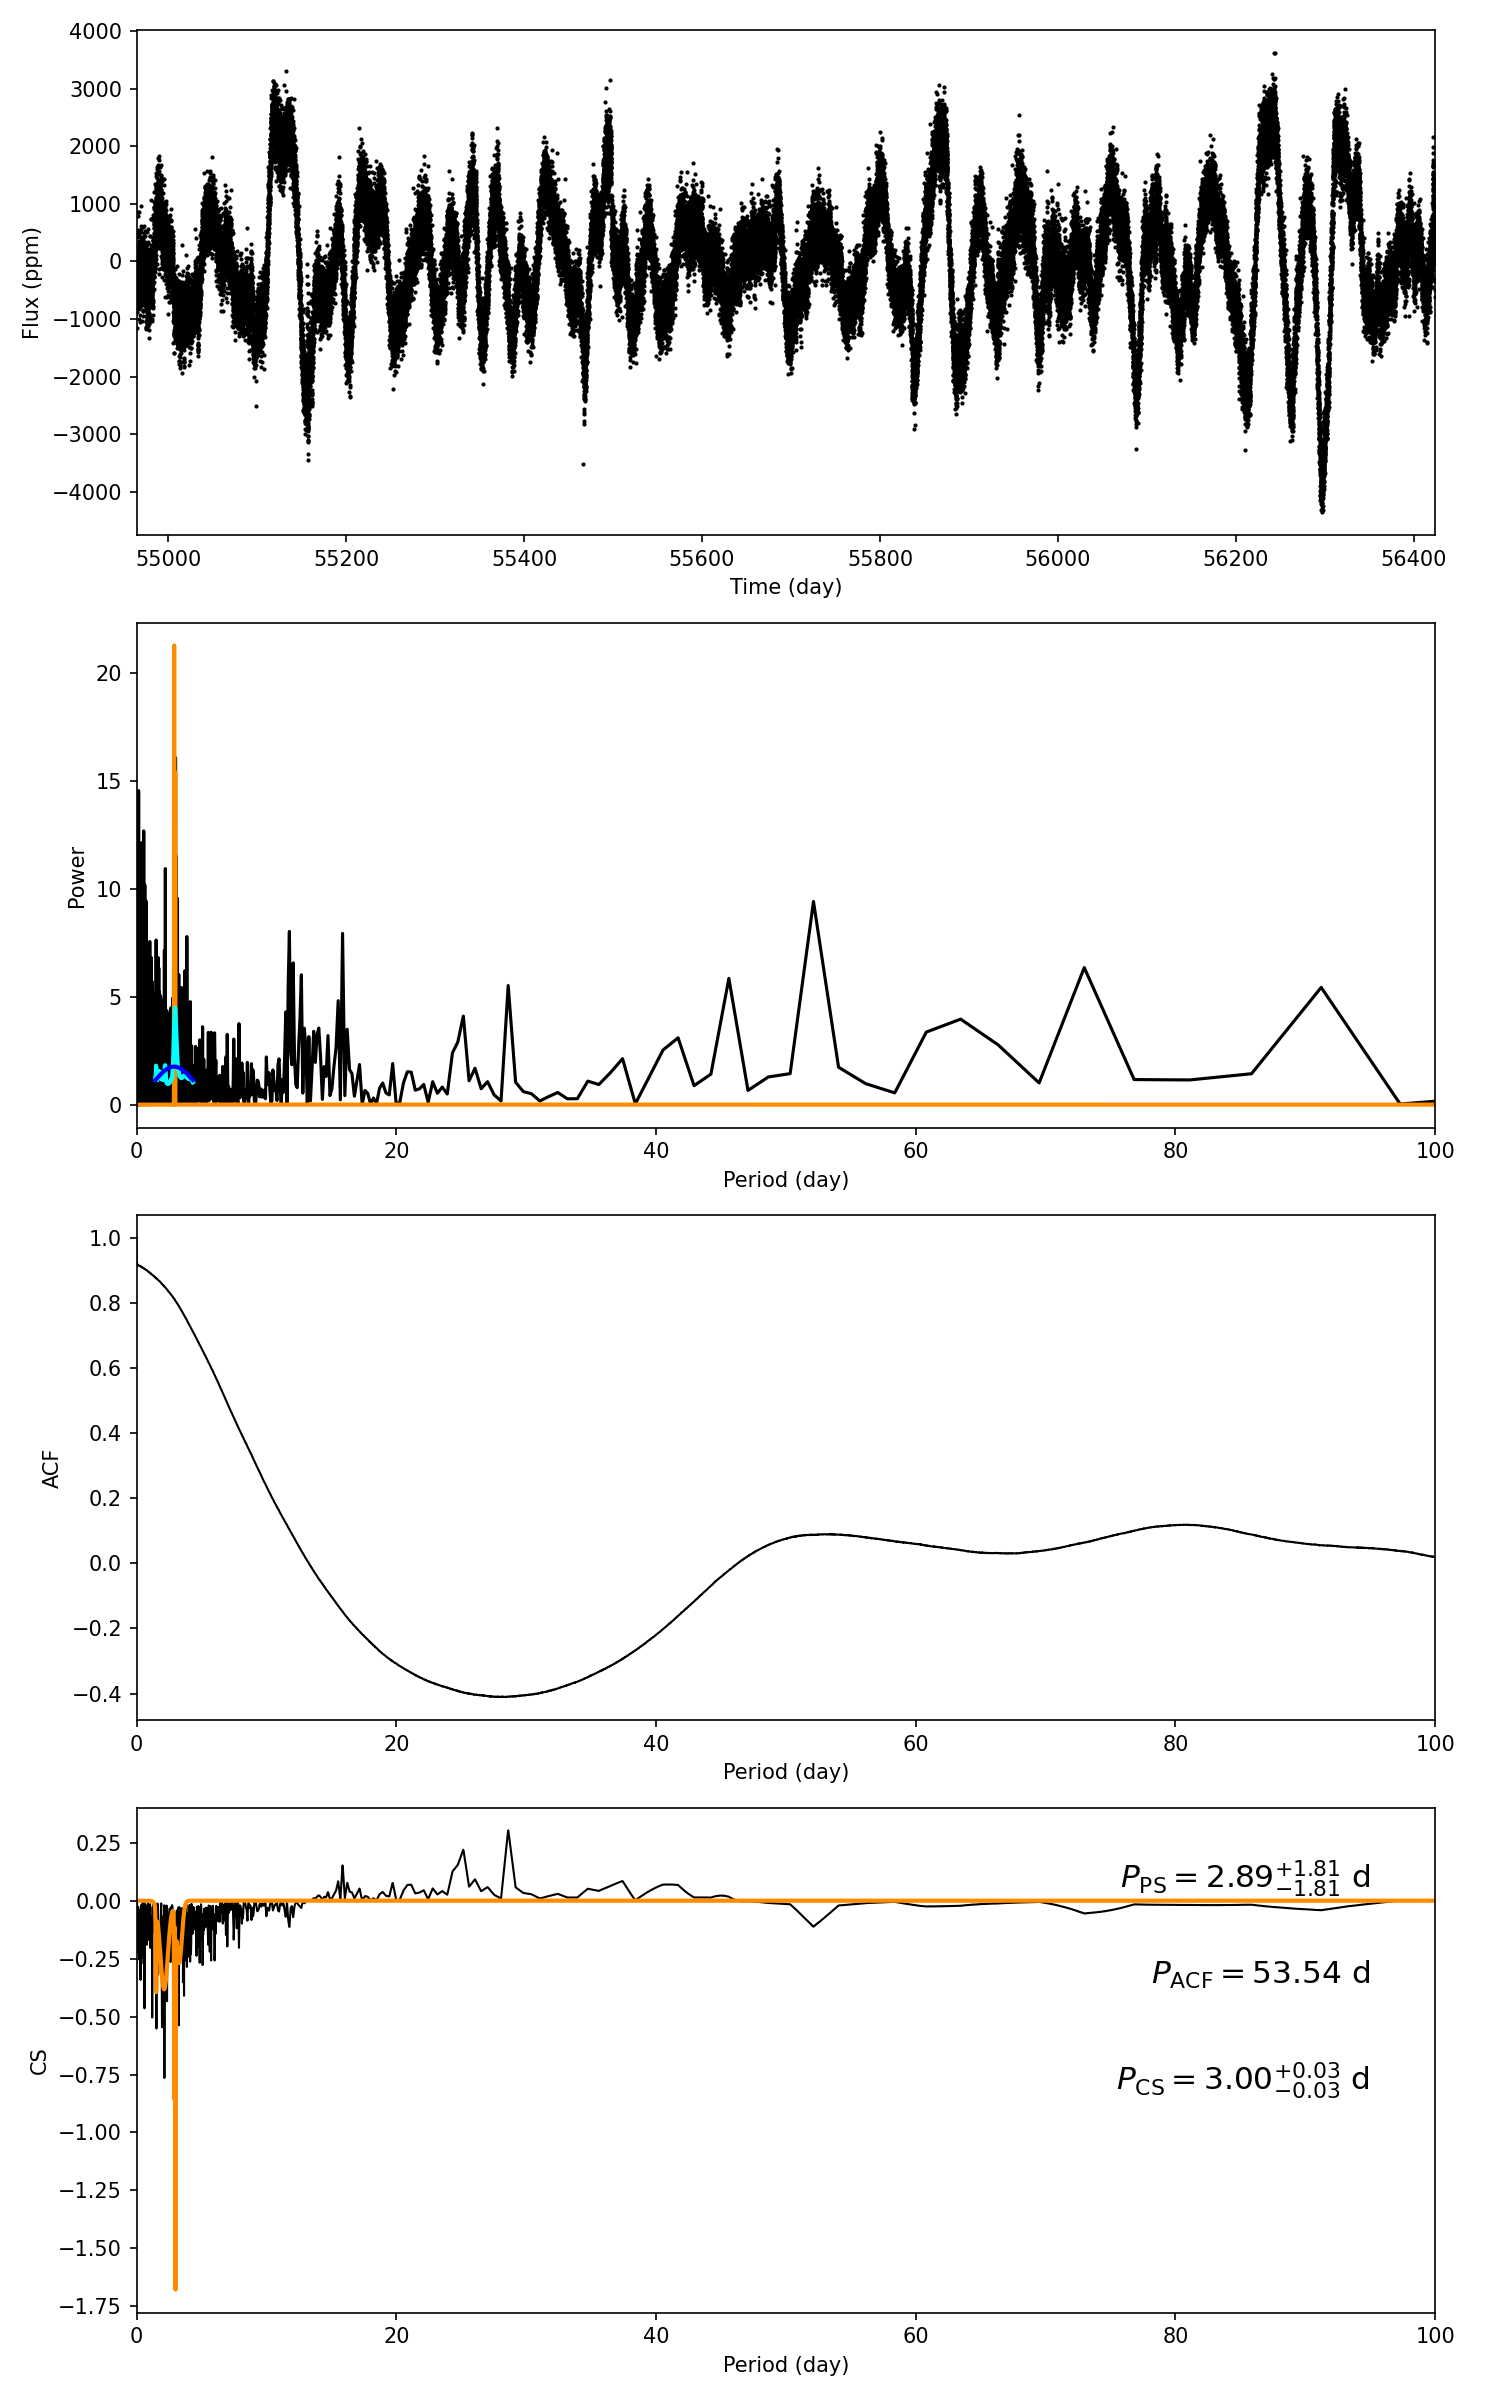 4000
3000
2000
1000
0
−1000
−2000
−3000
−4000
Flux (ppm)
55000 55200 55400 55600 55800 56000 56200 56400
Time (day)
20
15
10
5
0
Power
0 20 40 60 80 100
Period (day)
1.0
0.8
0.6
0.4
0.2
0.0
−0.2
−0.4
ACF
0 20 40 60 80 100
Period (day)
0.25
0.00
−0.25
−0.50
−0.75
−1.00
−1.25
−1.50
−1.75
CS
P_PS = 2.89 +1.81 −1.81 d
P_ACF = 53.54 d
P_CS = 3.00 +0.03 −0.03 d
0 20 40 60 80 100
Period (day)